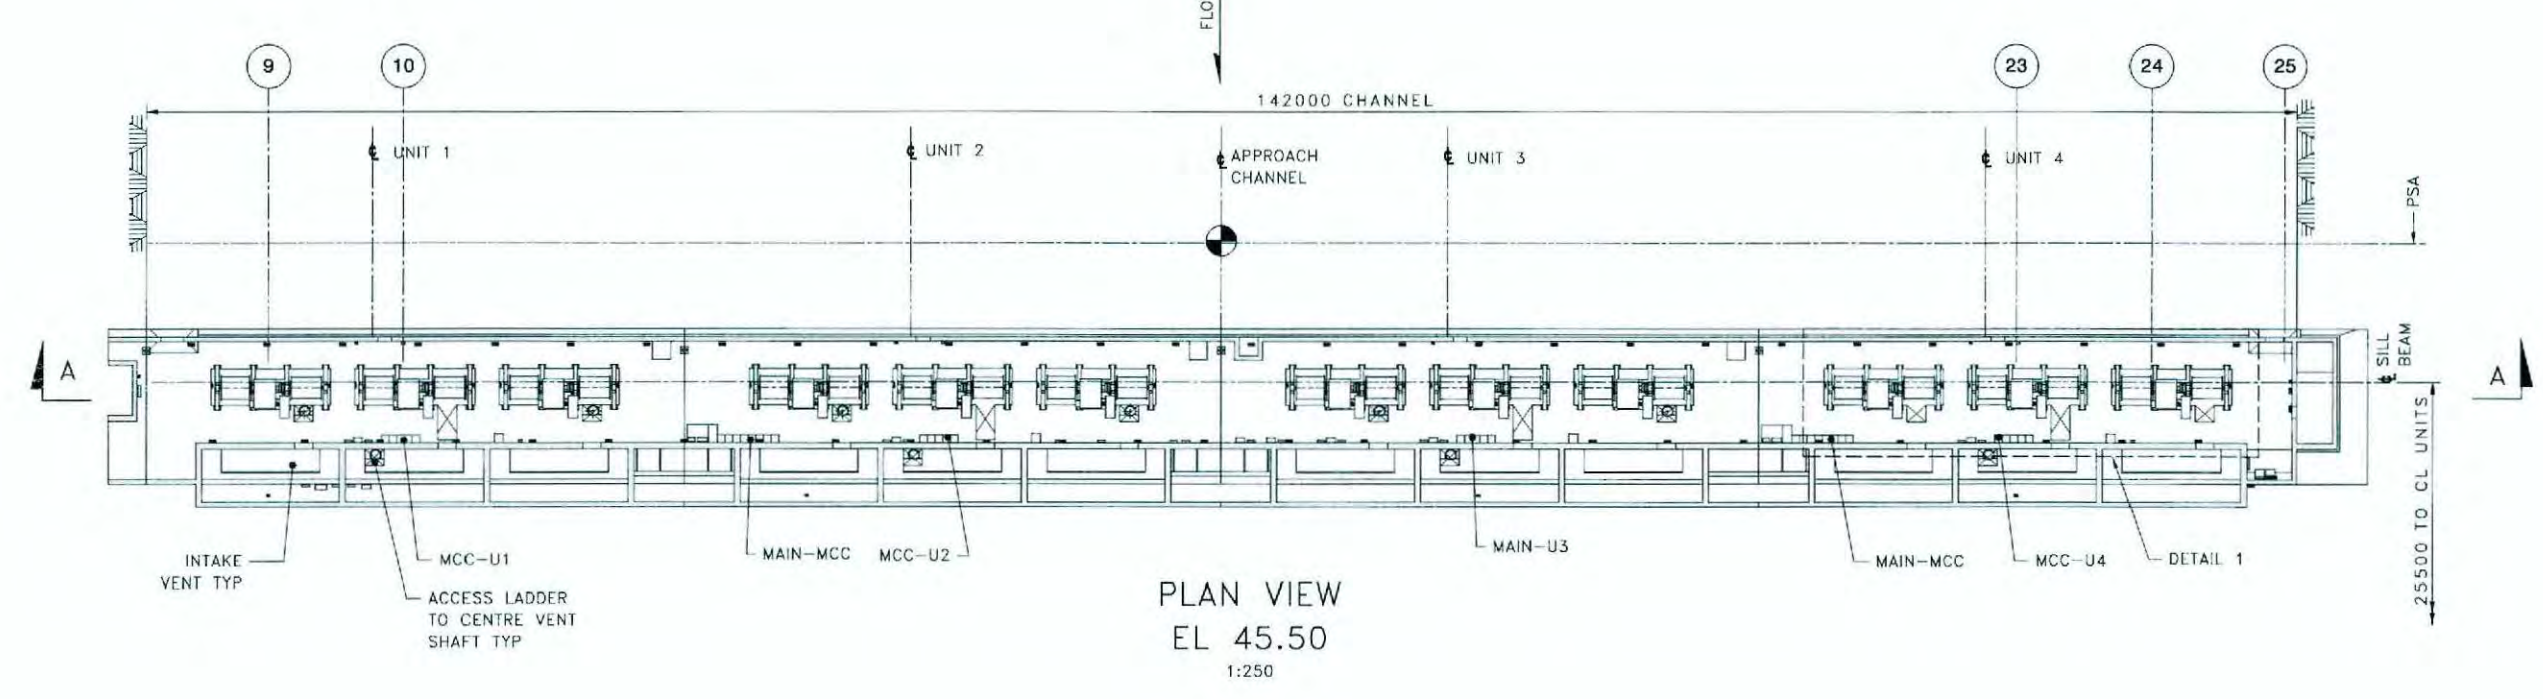 FLO
9
10
23
24
25
142000 CHANNEL
℄ UNIT 1
℄ UNIT 2
℄ APPROACH
CHANNEL
℄ UNIT 3
℄ UNIT 4
PSA
A
℄ SILL
BEAM
A
25500 TO CL UNITS
INTAKE
VENT TYP
MCC-U1
ACCESS LADDER
TO CENTRE VENT
SHAFT TYP
MAIN-MCC
MCC-U2
MAIN-U3
MAIN-MCC
MCC-U4
DETAIL 1
PLAN VIEW
EL 45.50
1:250